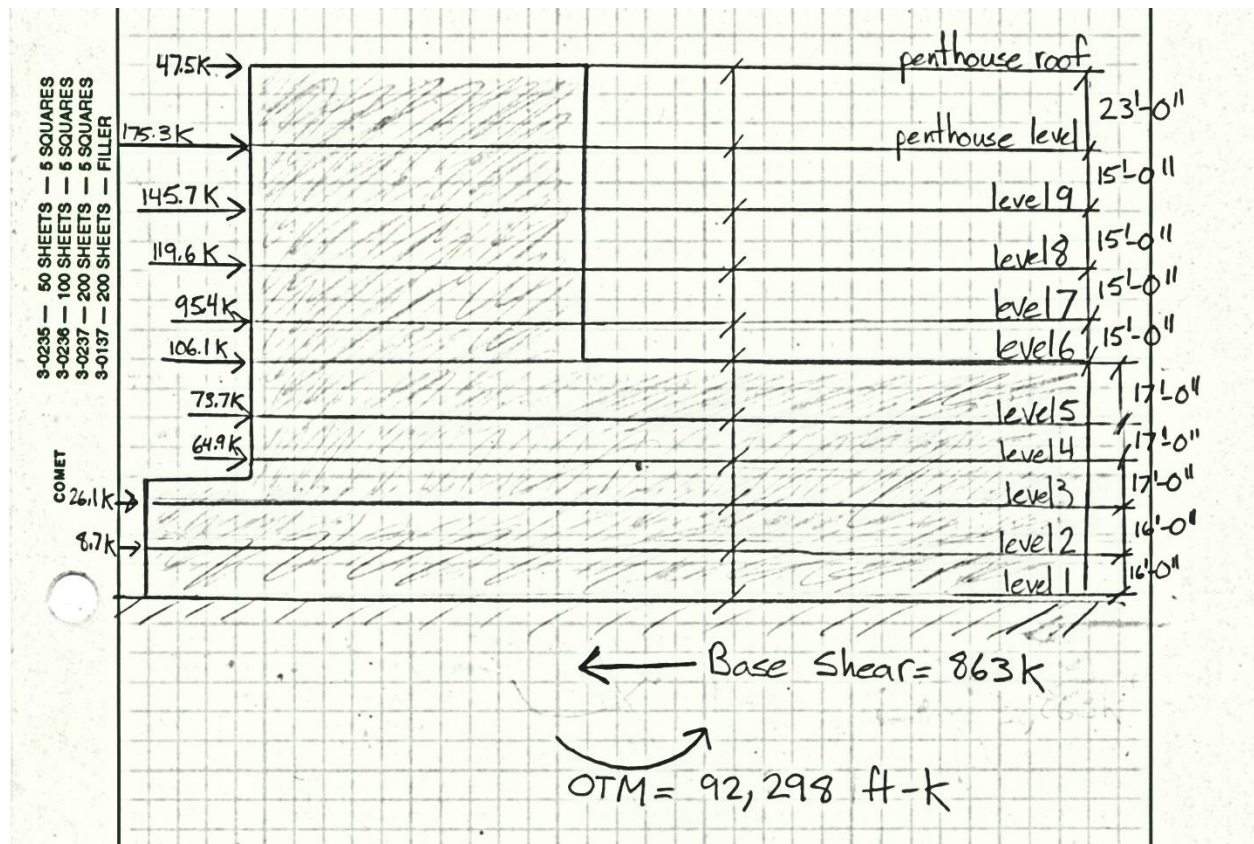 3-0235 — 50 SHEETS — 5 SQUARES
3-0236 — 100 SHEETS — 5 SQUARES
3-0237 — 200 SHEETS — 5 SQUARES
3-0137 — 200 SHEETS — FILLER
COMET
47.5K
penthouse roof
23'-0"
175.3K
penthouse level
15'-0"
145.7K
level 9
15'-0"
119.6K
level 8
15'-0"
95.4K
level 7
15'-0"
106.1K
level 6
17'-0"
73.7K
level 5
17'-0"
64.9K
level 4
17'-0"
26.1K
level 3
16'-0"
8.7K
level 2
16'-0"
level 1
Base Shear = 863K
OTM = 92,298 ft-k